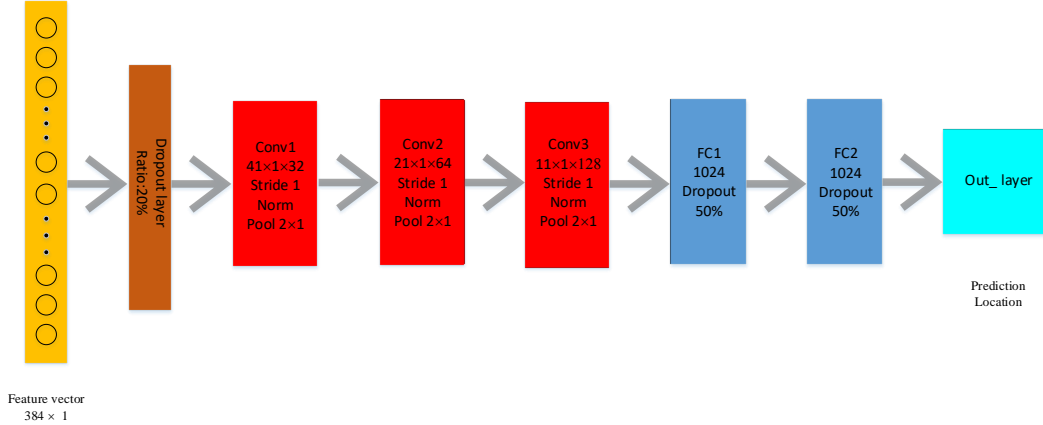 Feature vector
384 × 1
Dropout layer
Ratio:20%
Conv1
41×1×32
Stride 1
Norm
Pool 2×1
Conv2
21×1×64
Stride 1
Norm
Pool 2×1
Conv3
11×1×128
Stride 1
Norm
Pool 2×1
FC1
1024
Dropout
50%
FC2
1024
Dropout
50%
Out_ layer
Prediction
Location